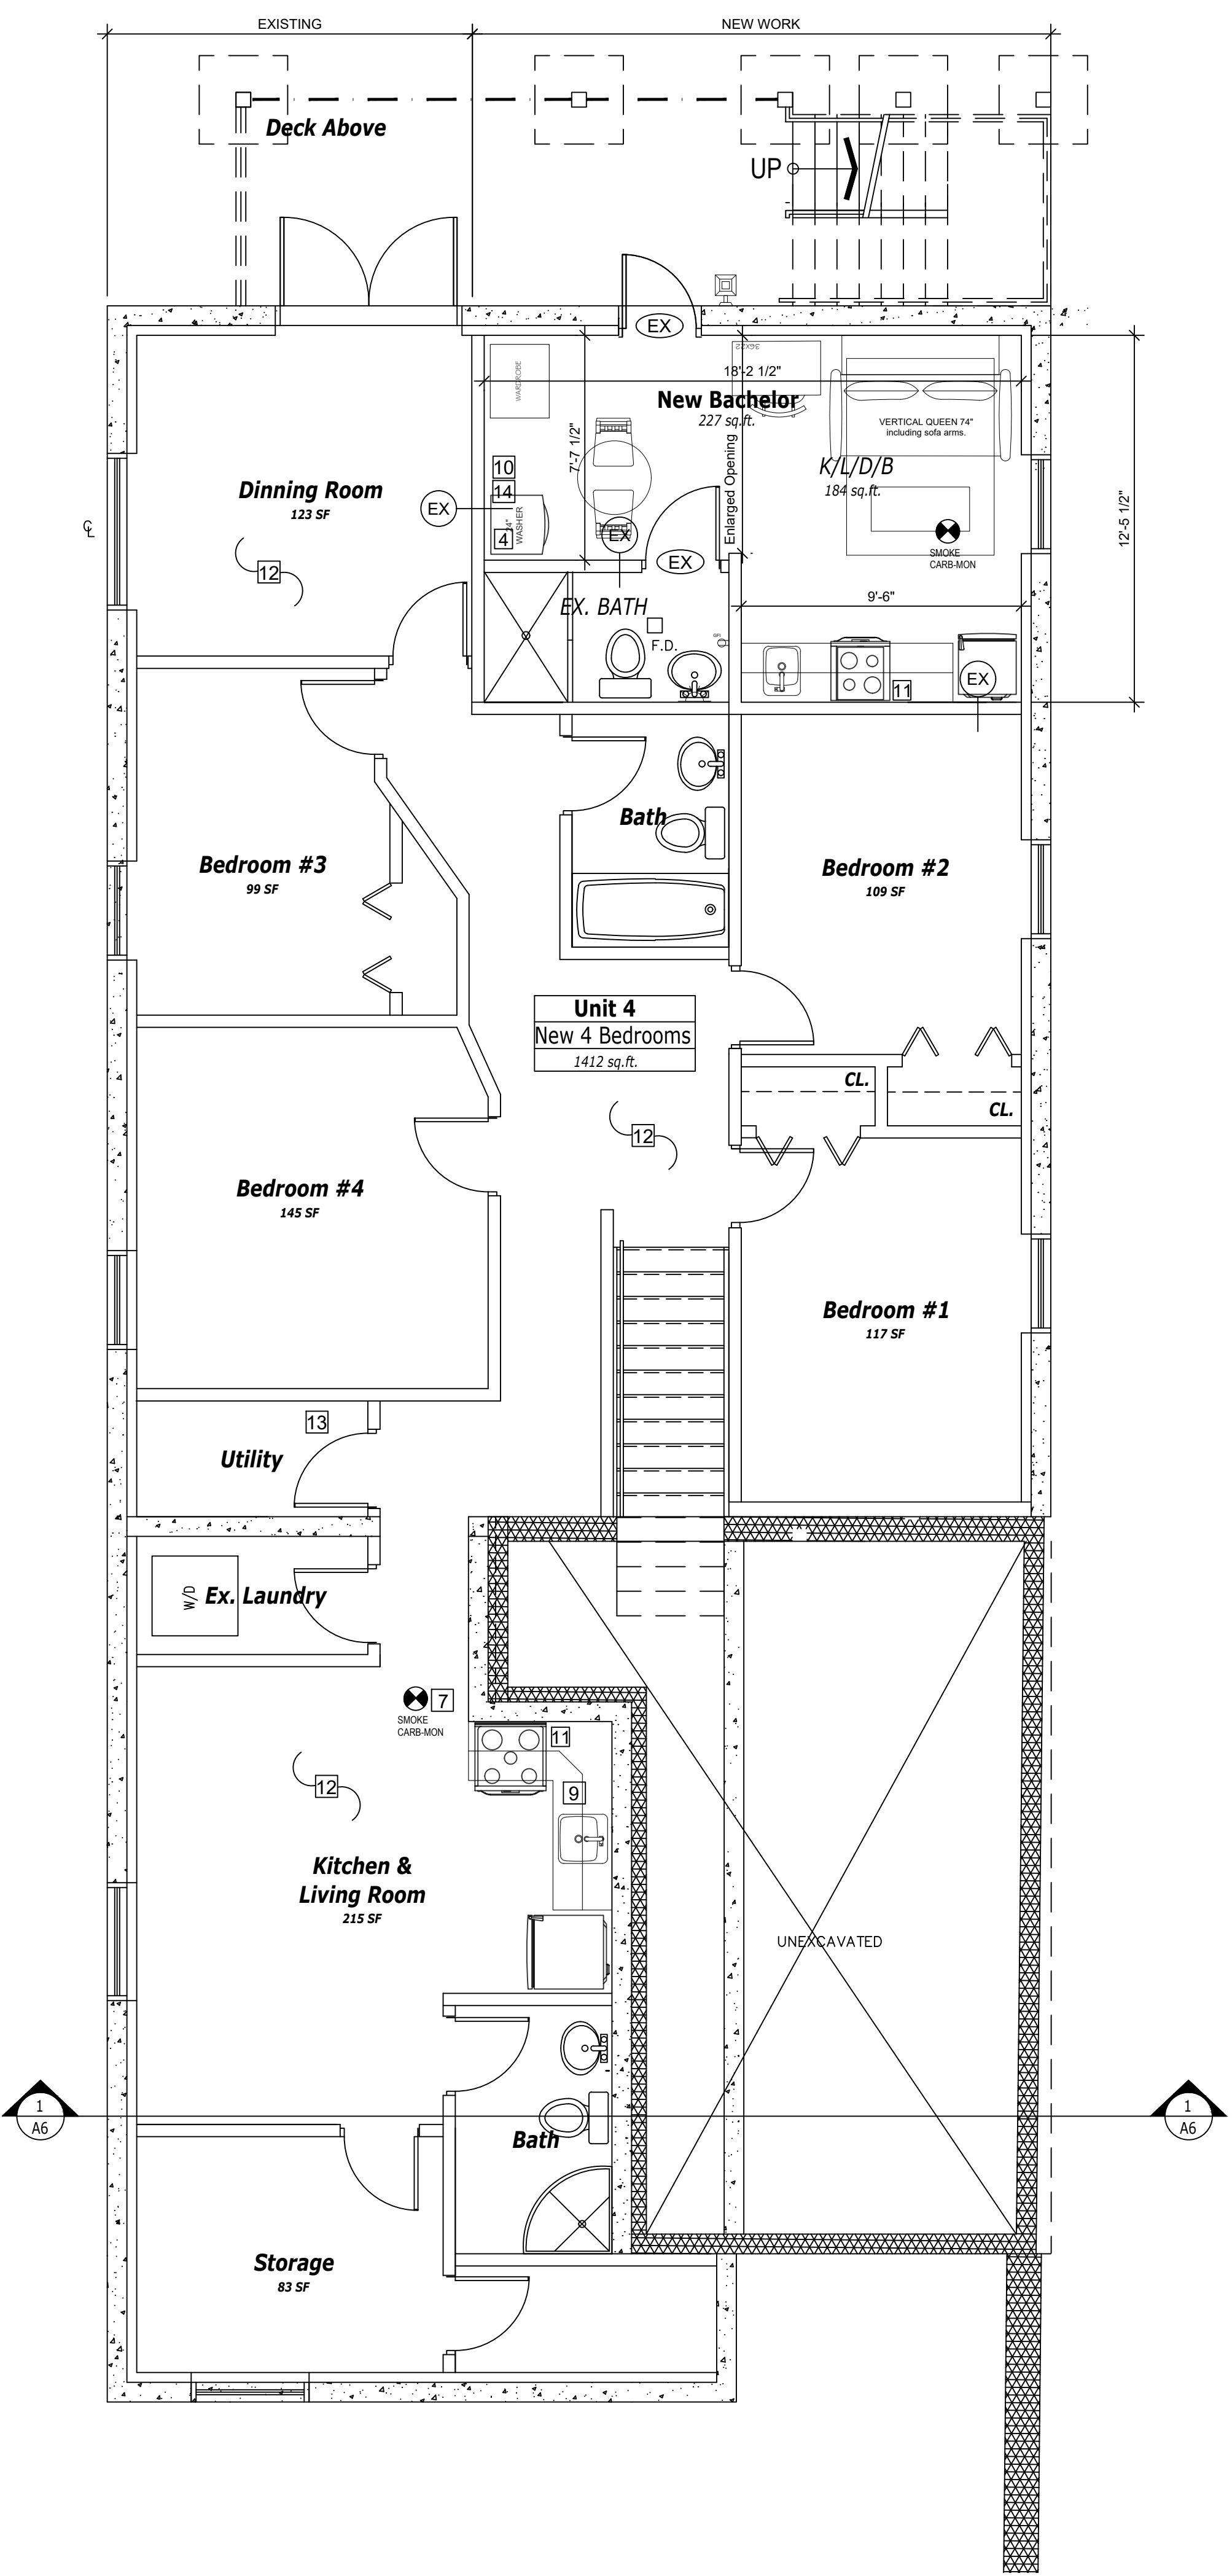 EXISTING
NEW WORK
Deck Above
UP
EX
WARDROBE
18'-2 1/2"
New Bachelor
227 sq.ft.
VERTICAL QUEEN 74"
including sofa arms.
7'-7 1/2"
Enlarged Opening
K/L/D/B
184 sq.ft.
10
14
4
24"
WASHER
EX
EX
EX
Dinning Room
123 SF
12
SMOKE
CARB-MON
12'-5 1/2"
9'-6"
EX. BATH
F.D.
GFI
11
EX
Bath
Bedroom #3
99 SF
Bedroom #2
109 SF
Unit 4
New 4 Bedrooms
1412 sq.ft.
CL.
CL.
12
Bedroom #4
145 SF
Bedroom #1
117 SF
13
Utility
W/D
Ex. Laundry
7
SMOKE
CARB-MON
11
9
12
Kitchen &
Living Room
215 SF
UNEXCAVATED
1
A6
1
A6
Bath
Storage
83 SF